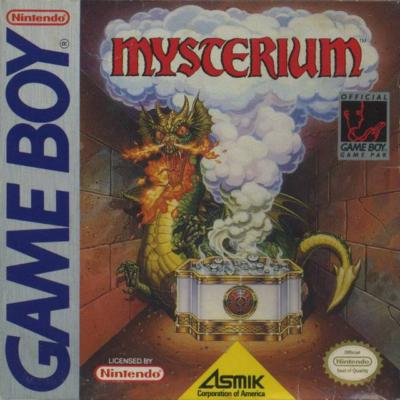 Nintendo®
GAME BOY®
MYSTERIUM™
OFFICIAL
GAME BOY
GAME PAK
LICENSED BY
Nintendo
ASMIK
Corporation of America
Official
Nintendo
Seal of Quality